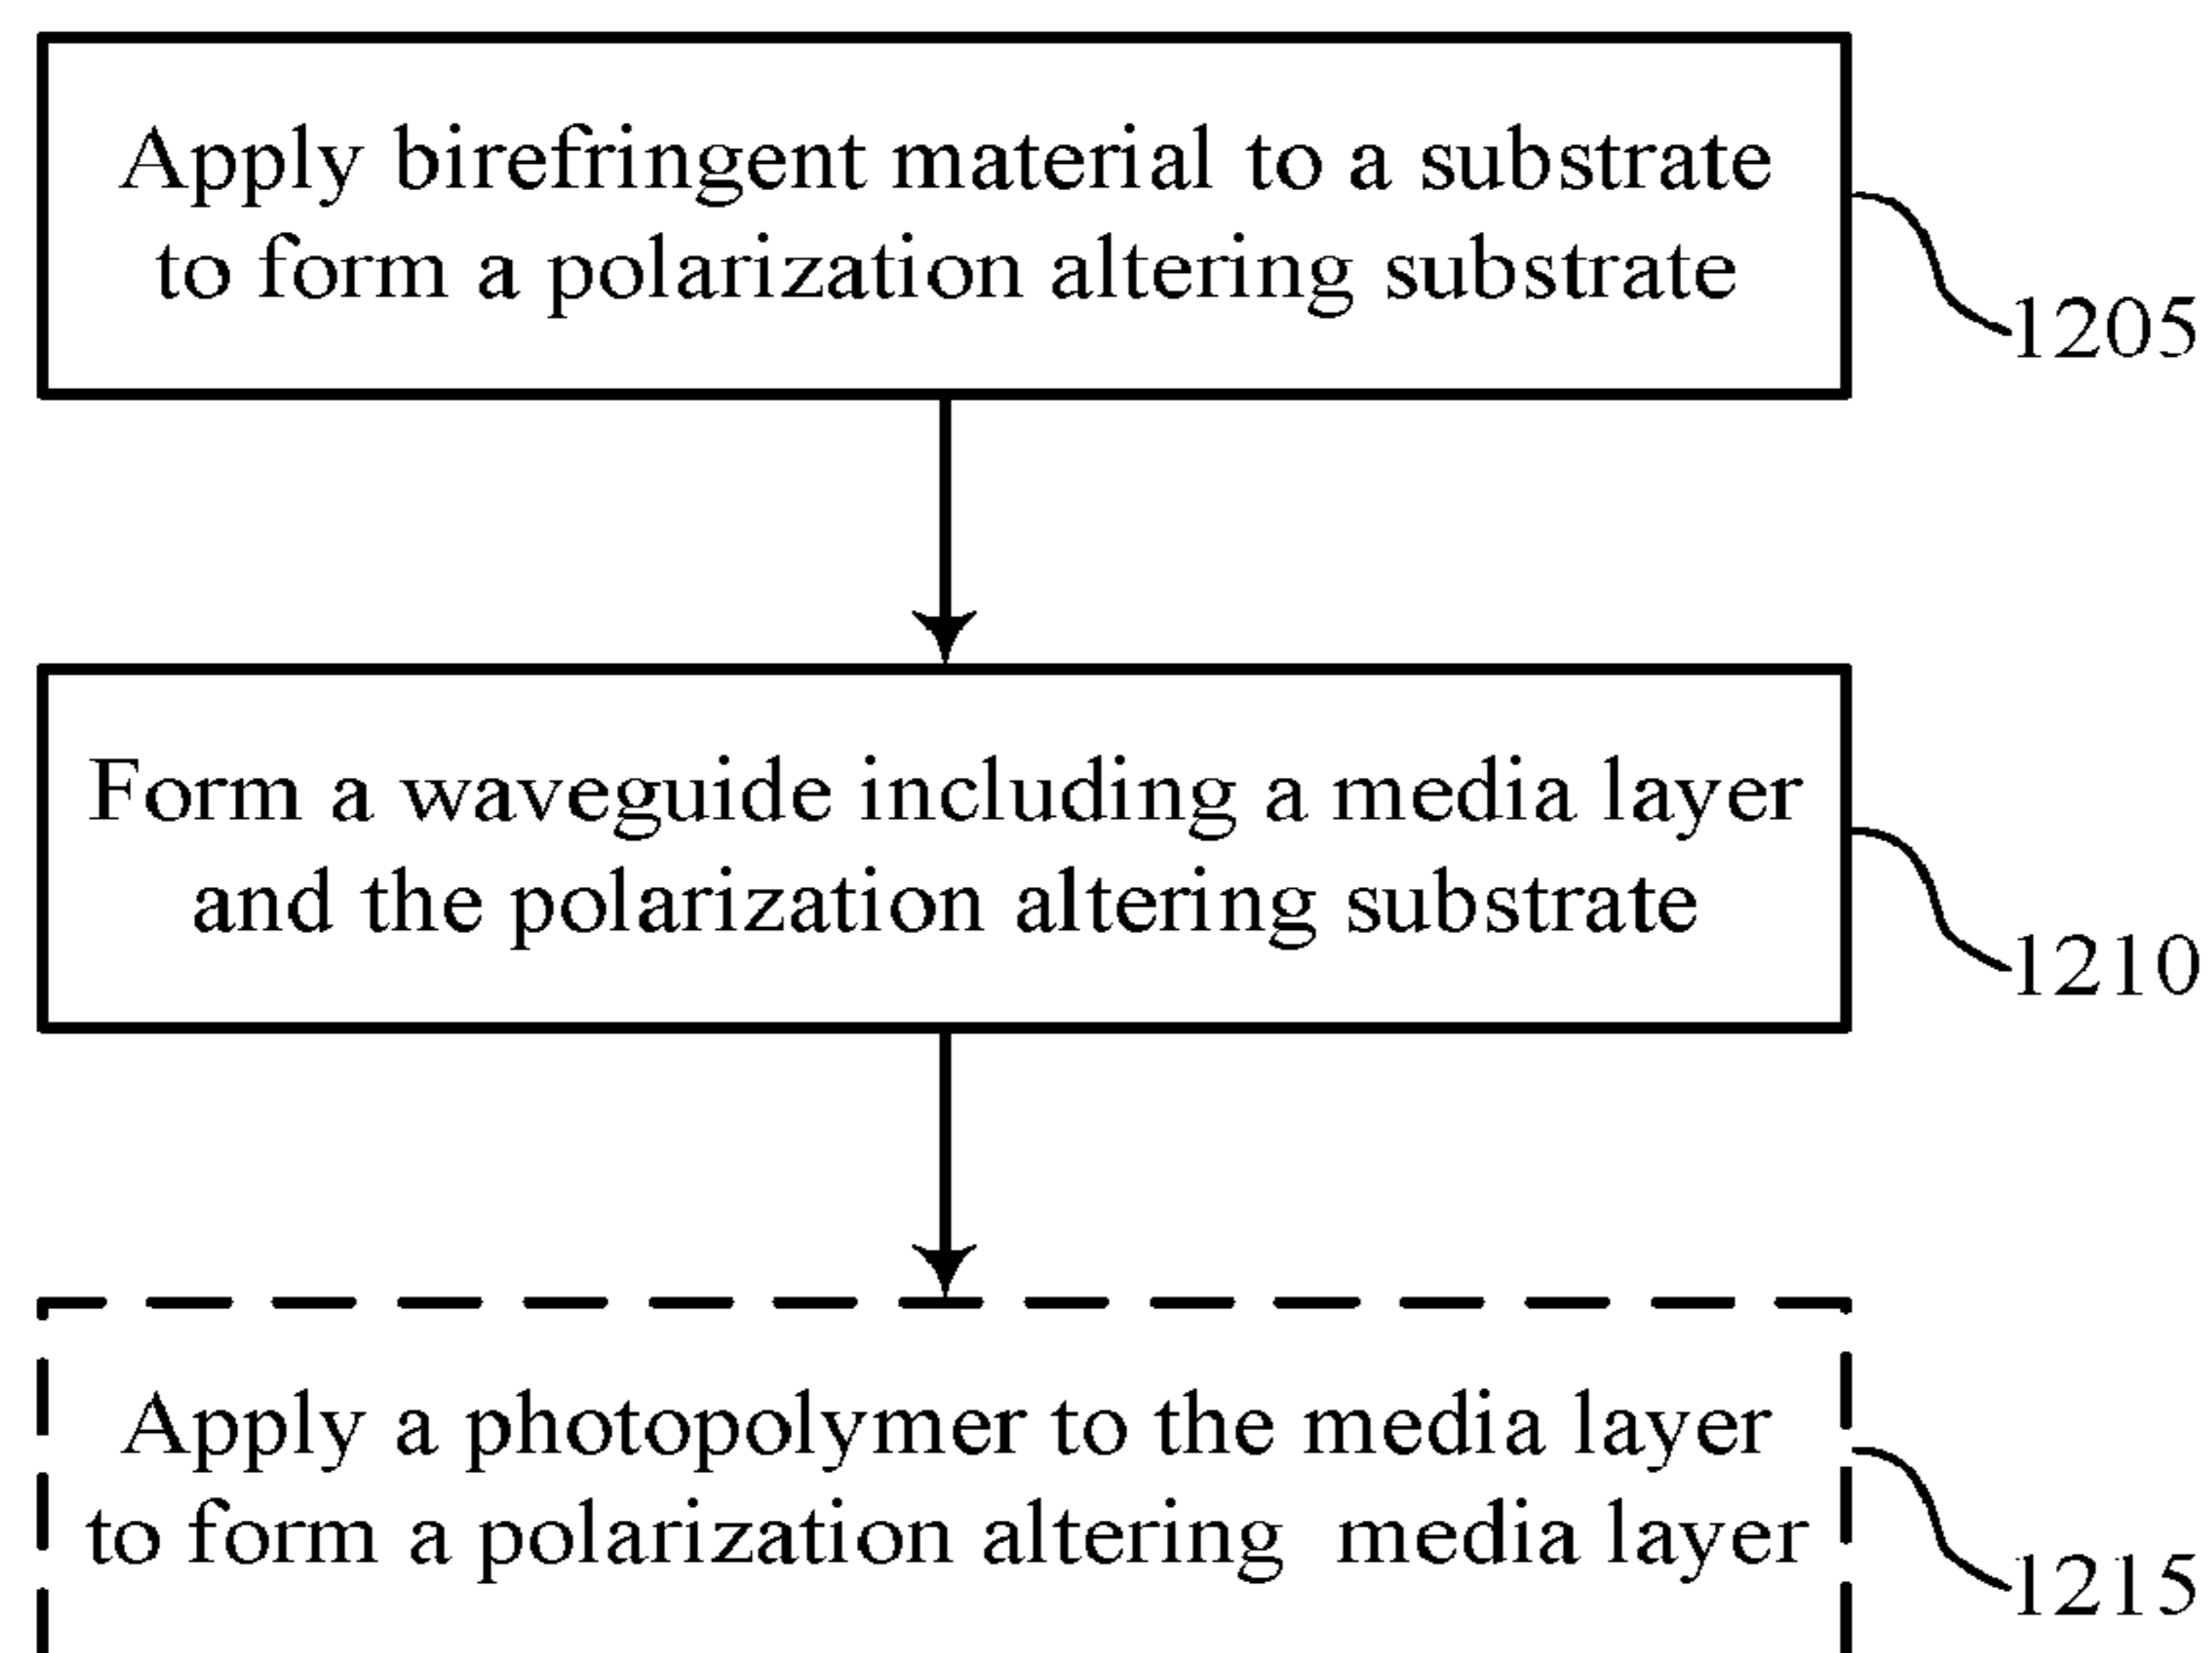 Apply birefringent material to a substrate
to form a polarization altering substrate
1205
Form a waveguide including a media layer
and the polarization altering substrate
1210
Apply a photopolymer to the media layer
to form a polarization altering media layer
1215